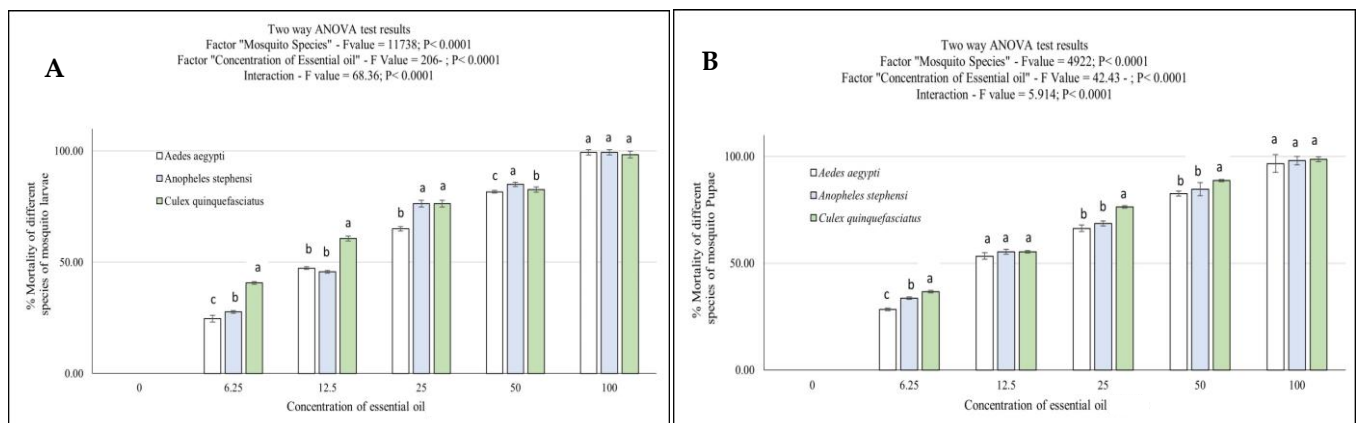 A
Two way ANOVA test results
Factor "Mosquito Species" - Fvalue = 11738; P< 0.0001
Factor "Concentration of Essential oil" - F Value = 206- ; P< 0.0001
Interaction - F value = 68.36; P< 0.0001
% Mortality of different
species of mosquito larvae
100.00
50.00
0.00
Aedes aegypti
Anopheles stephensi
Culex quinquefasciatus
c b a
b b a
b a a
c a b
a a a
0 6.25 12.5 25 50 100
Concentration of essential oil
B
Two way ANOVA test results
Factor "Mosquito Species" - Fvalue = 4922; P< 0.0001
Factor "Concentration of Essential oil" - F Value = 42.43 - ; P< 0.0001
Interaction - F value = 5.914; P< 0.0001
% Mortality of different
species of mosquito Pupae
100.00
50.00
0.00
Aedes aegypti
Anopheles stephensi
Culex quinquefasciatus
c b a
a a a
b b a
b b a
a a a
0 6.25 12.5 25 50 100
Concentration of essential oil